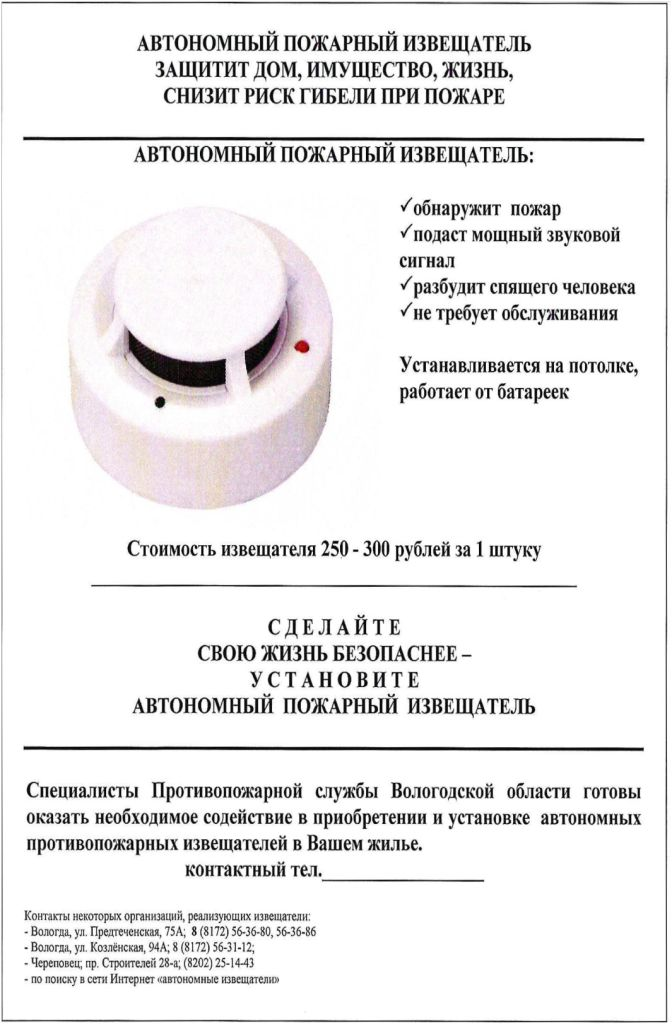 АВТОНОМНЫЙ ПОЖАРНЫЙ ИЗВЕЩАТЕЛЬ
ЗАЩИТИТ ДОМ, ИМУЩЕСТВО, ЖИЗНЬ,
СНИЗИТ РИСК ГИБЕЛИ ПРИ ПОЖАРЕ
АВТОНОМНЫЙ ПОЖАРНЫЙ ИЗВЕЩАТЕЛЬ:
✓обнаружит пожар
✓подаст мощный звуковой
сигнал
✓разбудит спящего человека
✓не требует обслуживания
Устанавливается на потолке,
работает от батареек
Стоимость извещателя 250 - 300 рублей за 1 штуку
С Д Е Л А Й Т Е
СВОЮ ЖИЗНЬ БЕЗОПАСНЕЕ –
У С Т А Н О В И Т Е
АВТОНОМНЫЙ ПОЖАРНЫЙ ИЗВЕЩАТЕЛЬ
Специалисты Противопожарной службы Вологодской области готовы
оказать необходимое содействие в приобретении и установке автономных
противопожарных извещателей в Вашем жилье.
контактный тел.________________
Контакты некоторых организаций, реализующих извещатели:
- Вологда, ул. Предтеченская, 75А; 8 (8172) 56-36-80, 56-36-86
- Вологда, ул. Козлёнская, 94А; 8 (8172) 56-31-12;
- Череповец; пр. Строителей 28-а; (8202) 25-14-43
- по поиску в сети Интернет «автономные извещатели»